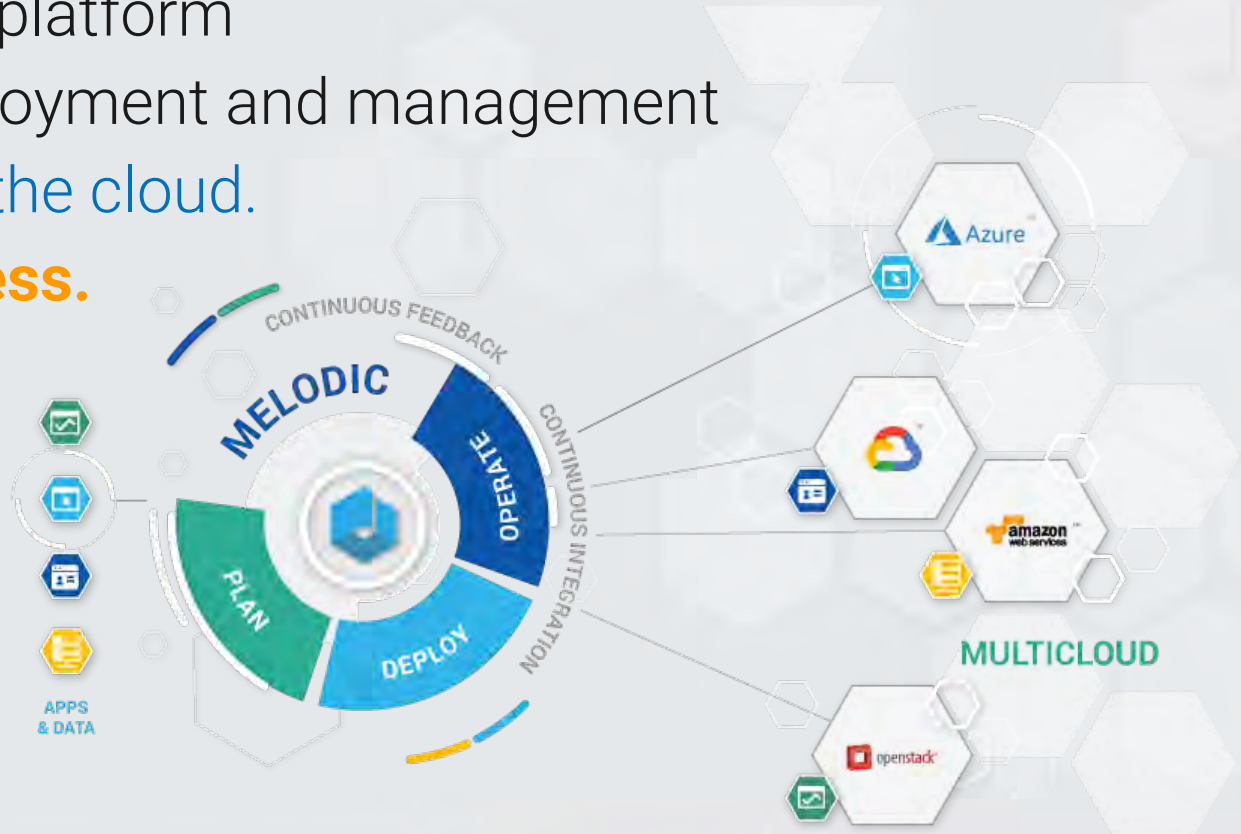 platform
oyment and management
the cloud.
ess.
CONTINUOUS FEEDBACK
MELODIC
OPERATE
CONTINUOUS INTEGRATION
PLAN
DEPLOY
APPS
& DATA
Azure
amazon
web services
MULTICLOUD
openstack